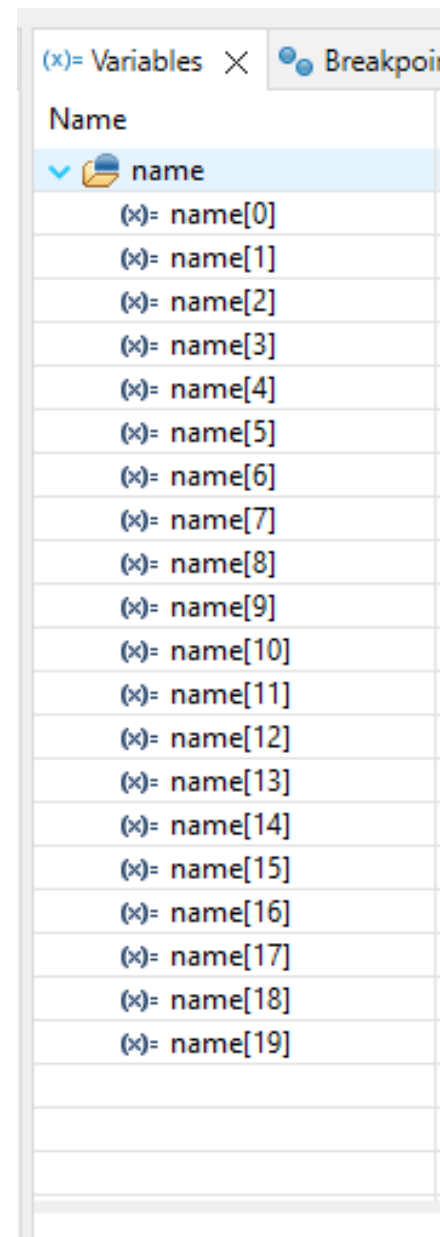 (x)= Variables Breakpoi
Name
name
(x)= name[0]
(x)= name[1]
(x)= name[2]
(x)= name[3]
(x)= name[4]
(x)= name[5]
(x)= name[6]
(x)= name[7]
(x)= name[8]
(x)= name[9]
(x)= name[10]
(x)= name[11]
(x)= name[12]
(x)= name[13]
(x)= name[14]
(x)= name[15]
(x)= name[16]
(x)= name[17]
(x)= name[18]
(x)= name[19]